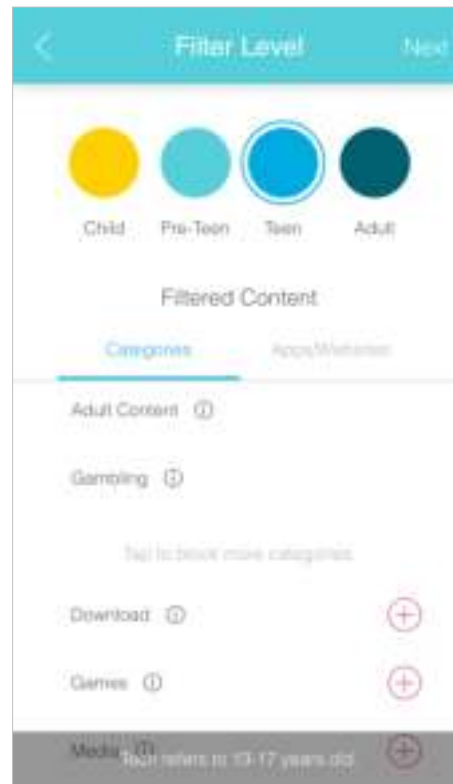 Filter Level Next
Child Pre-Teen Teen Adult
Filtered Content
Categories Apps/Websites
Adult Content
Gambling
Tap to block more categories
Download
Games
Media
Teen refers to 13-17 years old